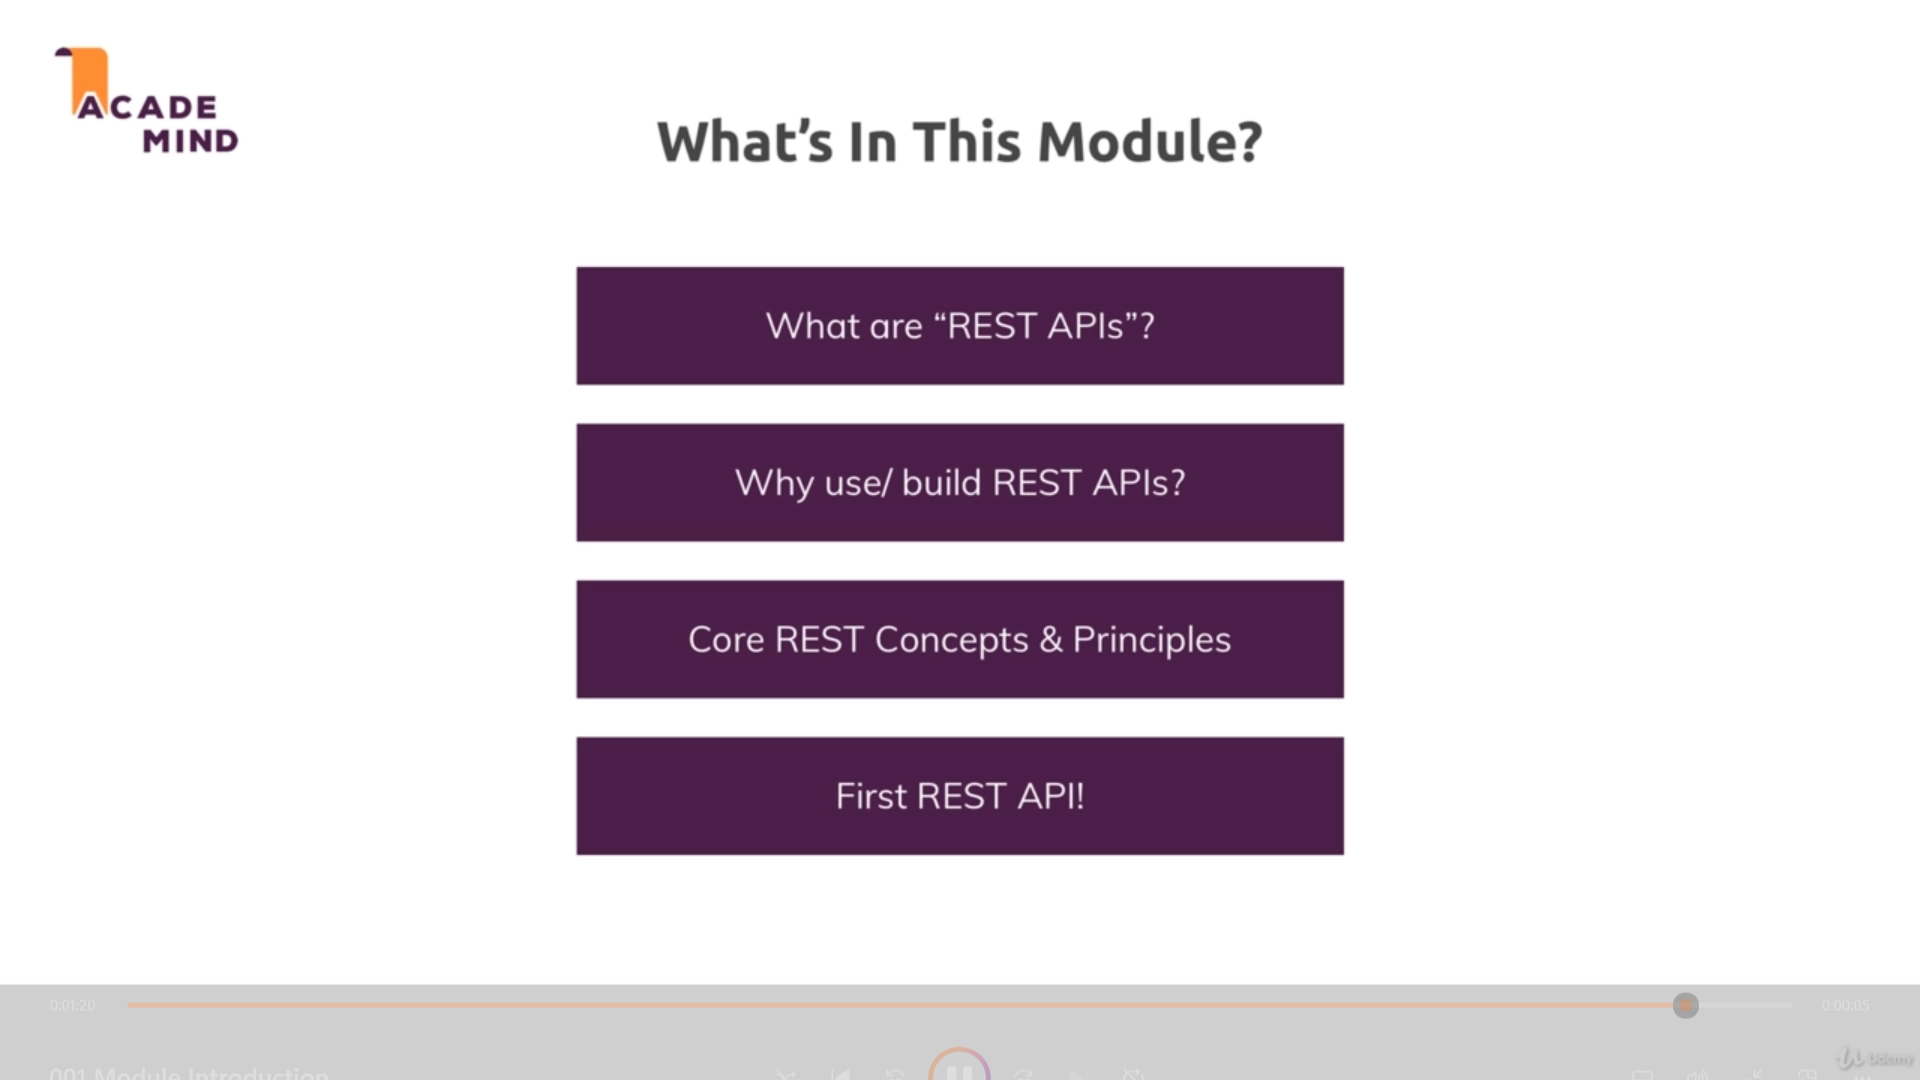 ACADE
MIND
What's In This Module?
What are “REST APIs”?
Why use/ build REST APIs?
Core REST Concepts & Principles
First REST API!
0:01:20
0:00:05
001 Module Introduction
Udemy